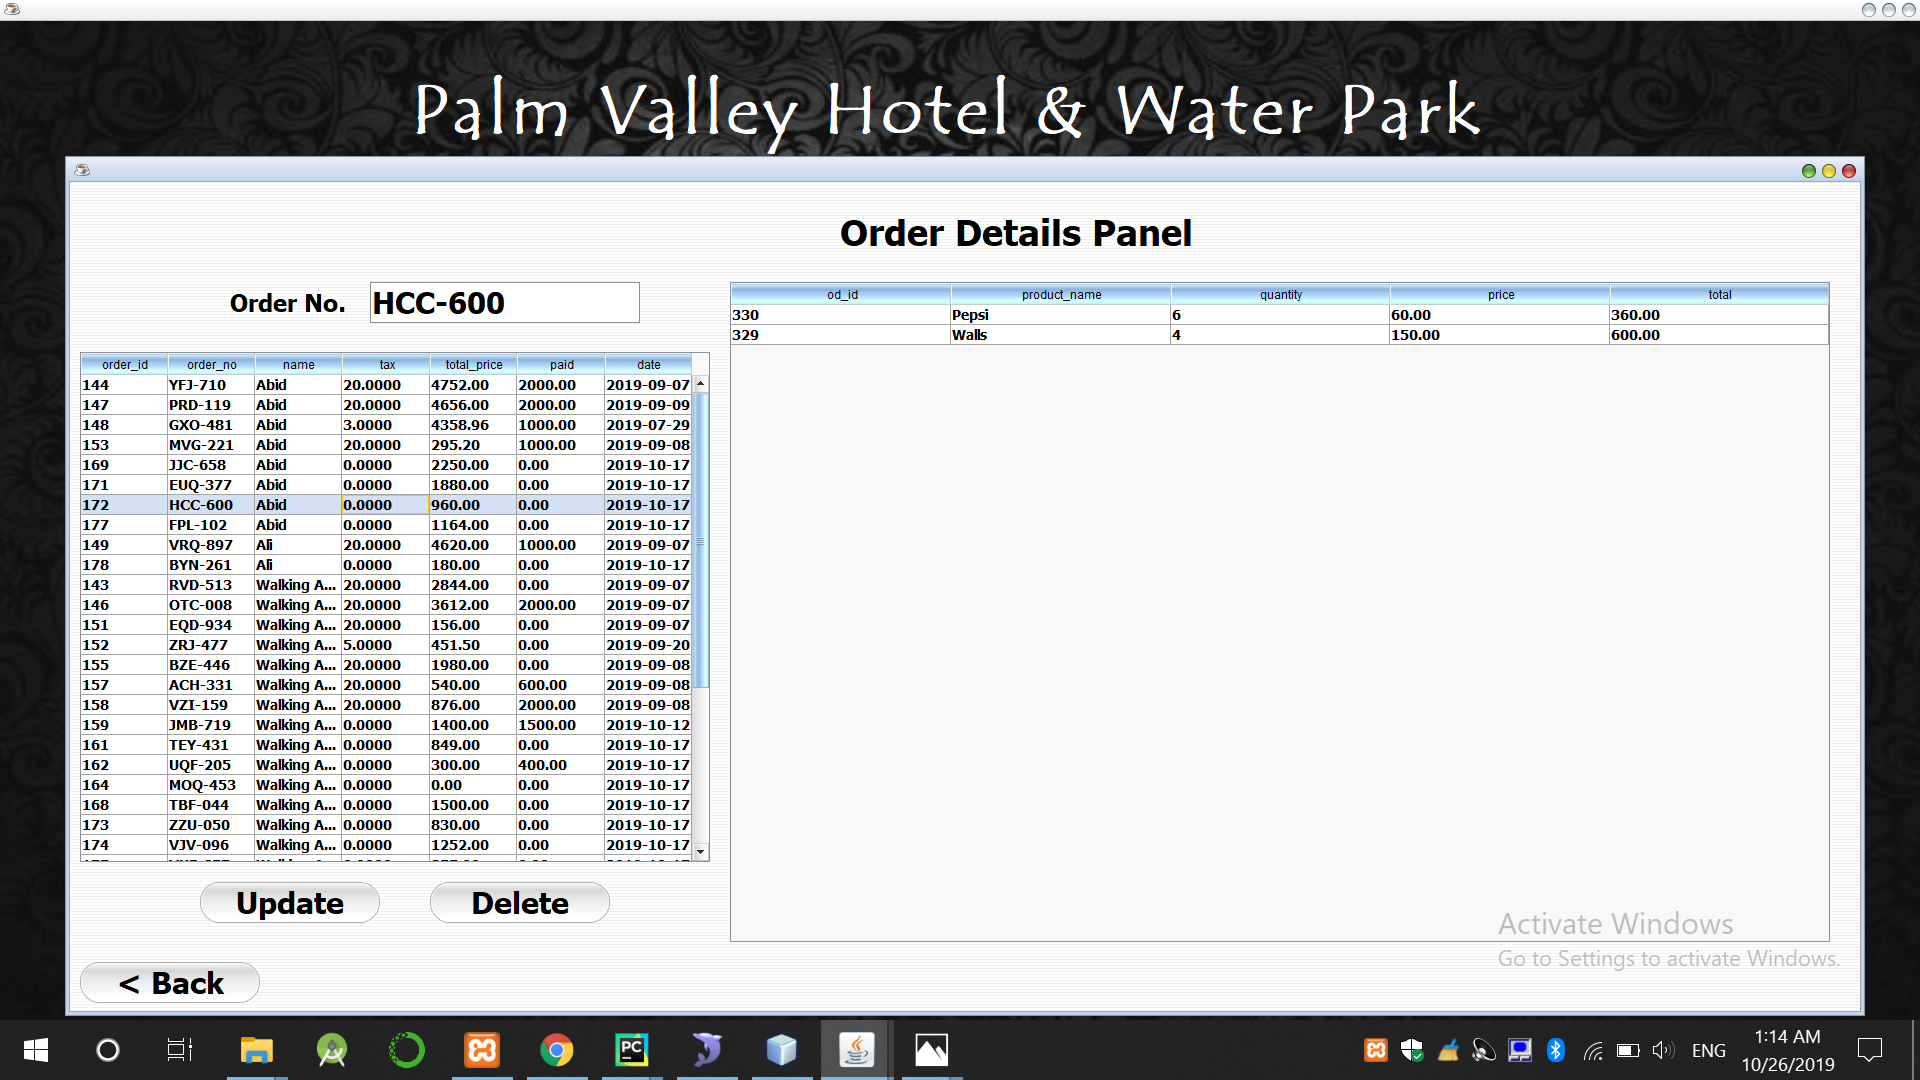 Palm Valley Hotel & Water Park
Order Details Panel
Order No. HCC-600
order_id order_no name tax total_price paid date
144 YFJ-710 Abid 20.0000 4752.00 2000.00 2019-09-07
147 PRD-119 Abid 20.0000 4656.00 2000.00 2019-09-09
148 GXO-481 Abid 3.0000 4358.96 1000.00 2019-07-29
153 MVG-221 Abid 20.0000 295.20 1000.00 2019-09-08
169 JJC-658 Abid 0.0000 2250.00 0.00 2019-10-17
171 EUQ-377 Abid 0.0000 1880.00 0.00 2019-10-17
172 HCC-600 Abid 0.0000 960.00 0.00 2019-10-17
177 FPL-102 Abid 0.0000 1164.00 0.00 2019-10-17
149 VRQ-897 Ali 20.0000 4620.00 1000.00 2019-09-07
178 BYN-261 Ali 0.0000 180.00 0.00 2019-10-17
143 RVD-513 Walking A... 20.0000 2844.00 0.00 2019-09-07
146 OTC-008 Walking A... 20.0000 3612.00 2000.00 2019-09-07
151 EQD-934 Walking A... 20.0000 156.00 0.00 2019-09-07
152 ZRJ-477 Walking A... 5.0000 451.50 0.00 2019-09-20
155 BZE-446 Walking A... 20.0000 1980.00 0.00 2019-09-08
157 ACH-331 Walking A... 20.0000 540.00 600.00 2019-09-08
158 VZI-159 Walking A... 20.0000 876.00 2000.00 2019-09-08
159 JMB-719 Walking A... 0.0000 1400.00 1500.00 2019-10-12
161 TEY-431 Walking A... 0.0000 849.00 0.00 2019-10-17
162 UQF-205 Walking A... 0.0000 300.00 400.00 2019-10-17
164 MOQ-453 Walking A... 0.0000 0.00 0.00 2019-10-17
168 TBF-044 Walking A... 0.0000 1500.00 0.00 2019-10-17
173 ZZU-050 Walking A... 0.0000 830.00 0.00 2019-10-17
174 VJV-096 Walking A... 0.0000 1252.00 0.00 2019-10-17
od_id product_name quantity price total
330 Pepsi 6 60.00 360.00
329 Walls 4 150.00 600.00
Update Delete
< Back
Activate Windows
Go to Settings to activate Windows.
PC
ENG
1:14 AM
10/26/2019